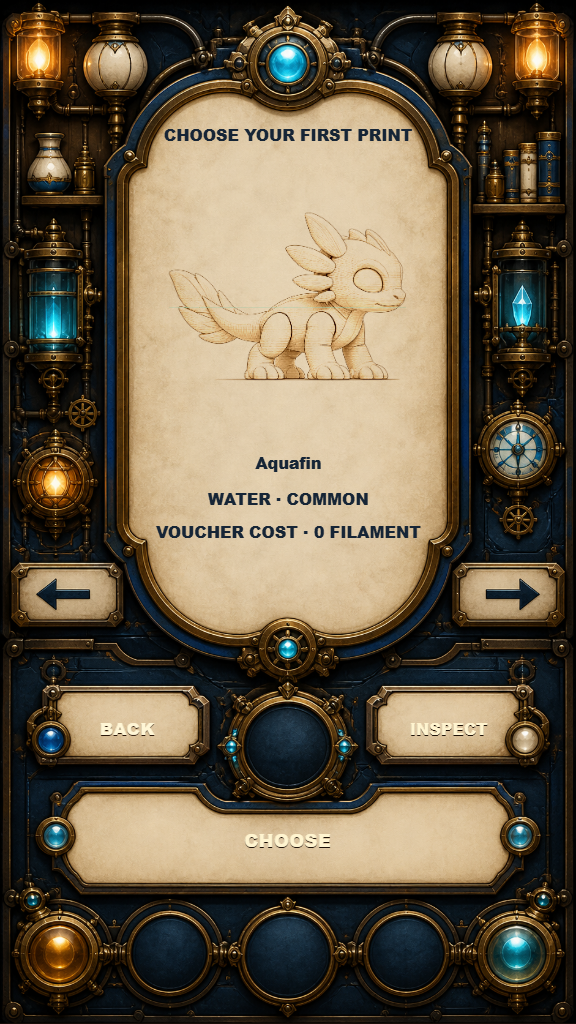 CHOOSE YOUR FIRST PRINT
Aquafin
WATER · COMMON
VOUCHER COST · 0 FILAMENT
BACK
INSPECT
CHOOSE